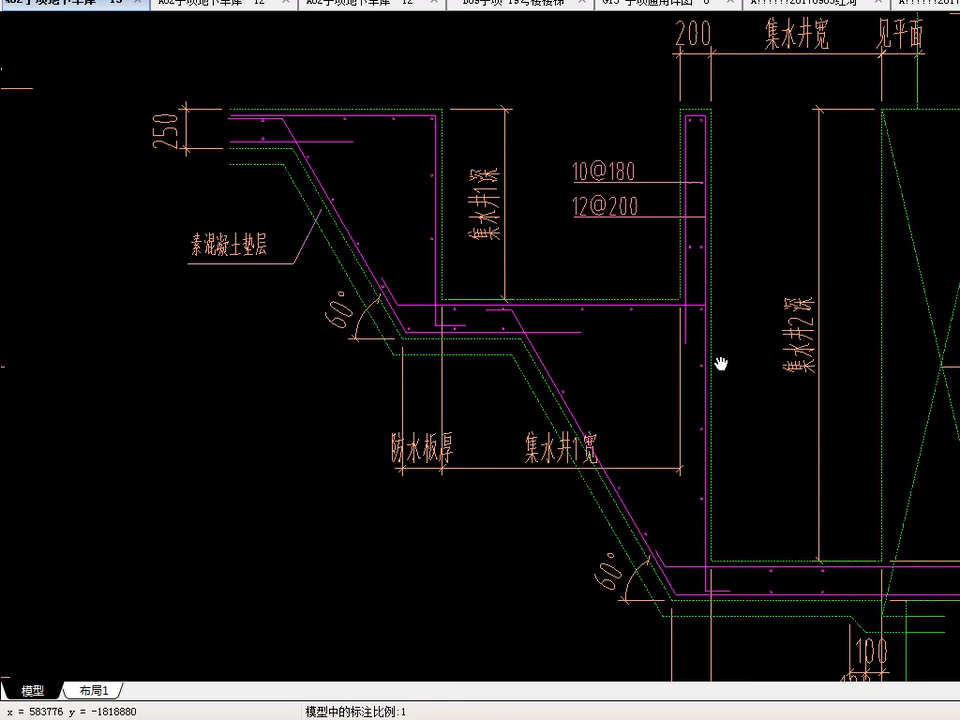 200
集水井宽
见平面
250
集水井1深
10@180
12@200
素混凝土垫层
60°
集水井2深
防水板厚
集水井1宽
60°
100
模型
布局1
x = 583776 y = -1818880
模型中的标注比例:1